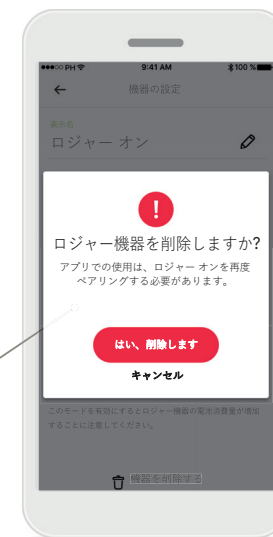 PH
9:41 AM
100 %
機器の設定
表示名
ロジャー オン
ロジャー機器を削除しますか?
アプリでの使用は、ロジャー オンを再度
ペアリングする必要があります。
はい、削除します
キャンセル
このモードを有効にするとロジャー機器の電池消費量が増加
することに注意してください。
機器を削除する